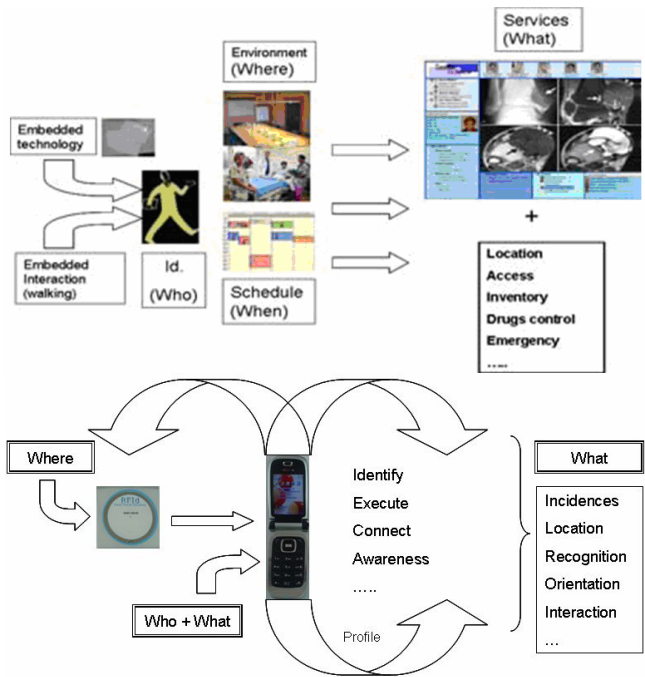 Services
(What)
Environment
(Where)
Embedded
technology
Embedded
Interaction
(walking)
Id.
(Who)
Schedule
(When)
+
Location
Access
Inventory
Drugs control
Emergency
.....
Where
RFId
Who + What
Identify
Execute
Connect
Awareness
.....
Profile
What
Incidences
Location
Recognition
Orientation
Interaction
...